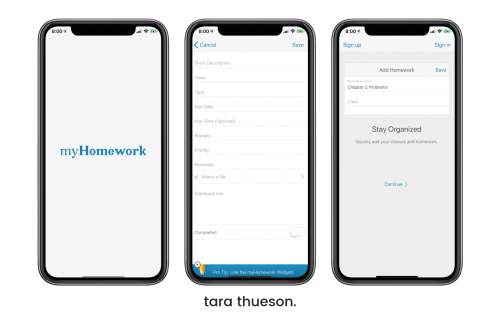 8:00
myHomework
8:00
Cancel Save
Short Description
Class
Type
Due Date
Due Time (Optional)
Repeats
Priority
Reminder
Attach a file
Additional Info
Completed
Pro Tip: Use the myHomework Widgets
8:00
Sign up Sign in
Add Homework Save
Short Description
Chapter 2 Problems
Class
Stay Organized
Quickly add your classes and homework.
Continue >
tara thueson.